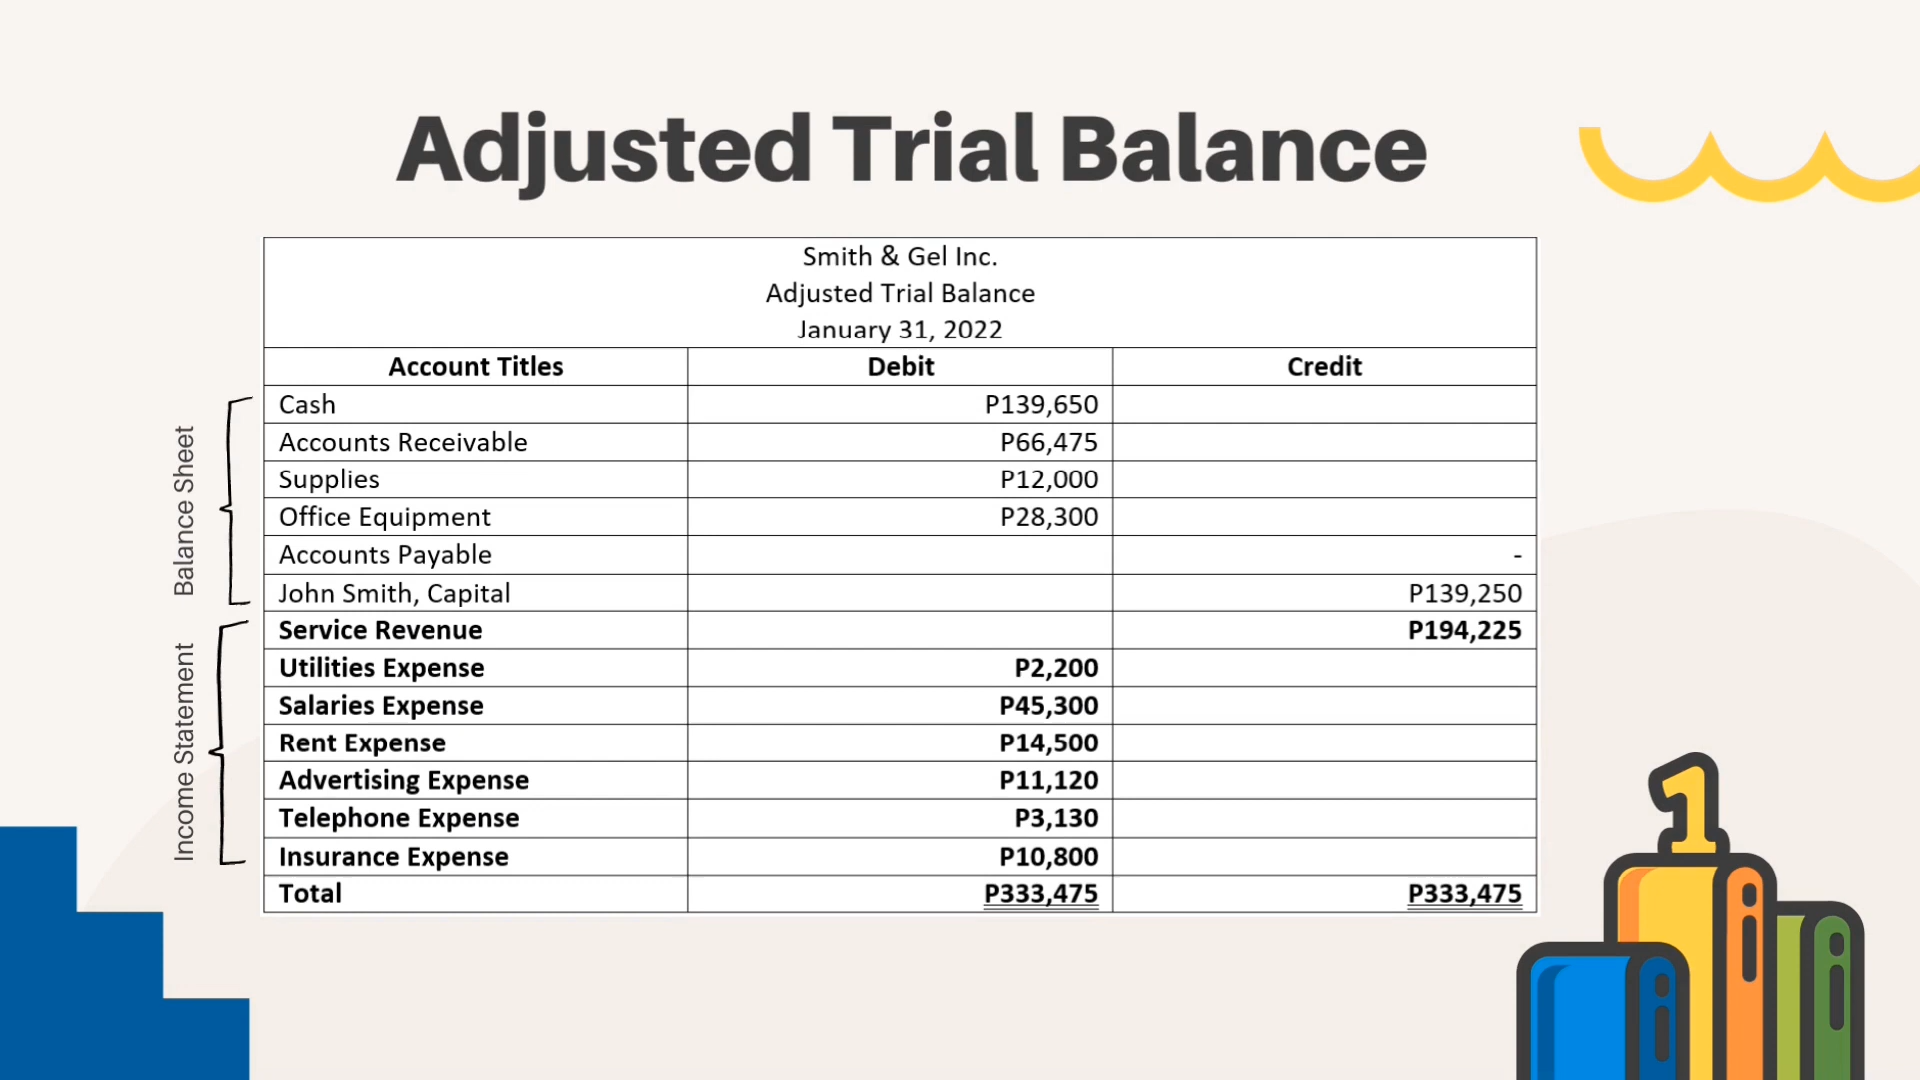 Adjusted Trial Balance
Smith & Gel Inc.
Adjusted Trial Balance
January 31, 2022
Account Titles Debit Credit
Balance Sheet
Cash P139,650
Accounts Receivable P66,475
Supplies P12,000
Office Equipment P28,300
Accounts Payable -
John Smith, Capital P139,250
Income Statement
Service Revenue P194,225
Utilities Expense P2,200
Salaries Expense P45,300
Rent Expense P14,500
Advertising Expense P11,120
Telephone Expense P3,130
Insurance Expense P10,800
Total P333,475 P333,475
1